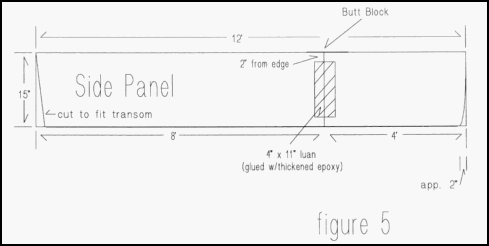 Butt Block
12'
2" from edge
Side Panel
15"
cut to fit transom
8'
4'
4" x 11" luan
(glued w/thickened epoxy)
app. 2"
figure 5